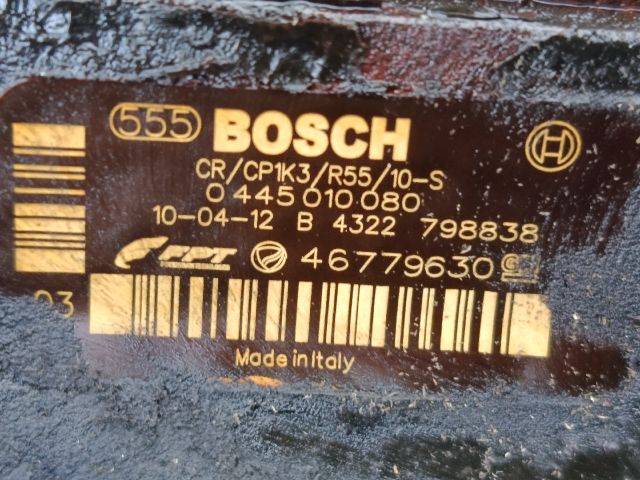 555 BOSCH H
CR/CP1K3/R55/10-S
0 445 010 080
10-04-12 B 4322 798838
FPT 46779630
03
Made in Italy